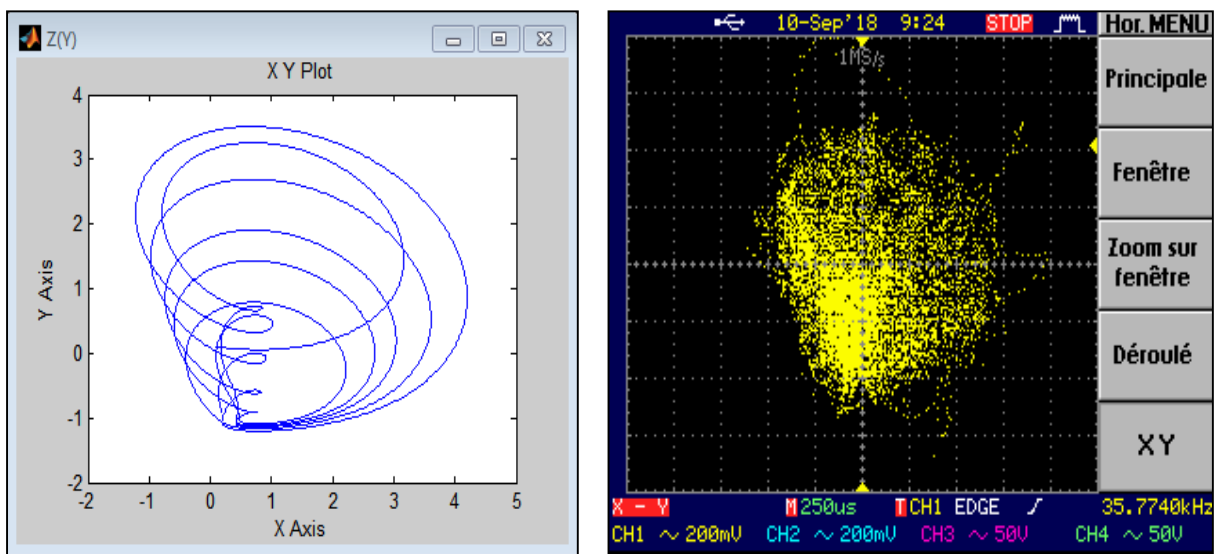 Z(Y)
X Y Plot
4
3
2
1
0
-1
-2
Y Axis
-2 -1 0 1 2 3 4 5
X Axis
10-Sep'18 9:24 STOP Hor. MENU
1MS/s
Principale
Fenêtre
Zoom sur
fenêtre
Déroulé
XY
X - Y M 250us T CH1 EDGE 35.7740kHz
CH1 ~ 200mV CH2 ~ 200mV CH3 ~ 50V CH4 ~ 50V